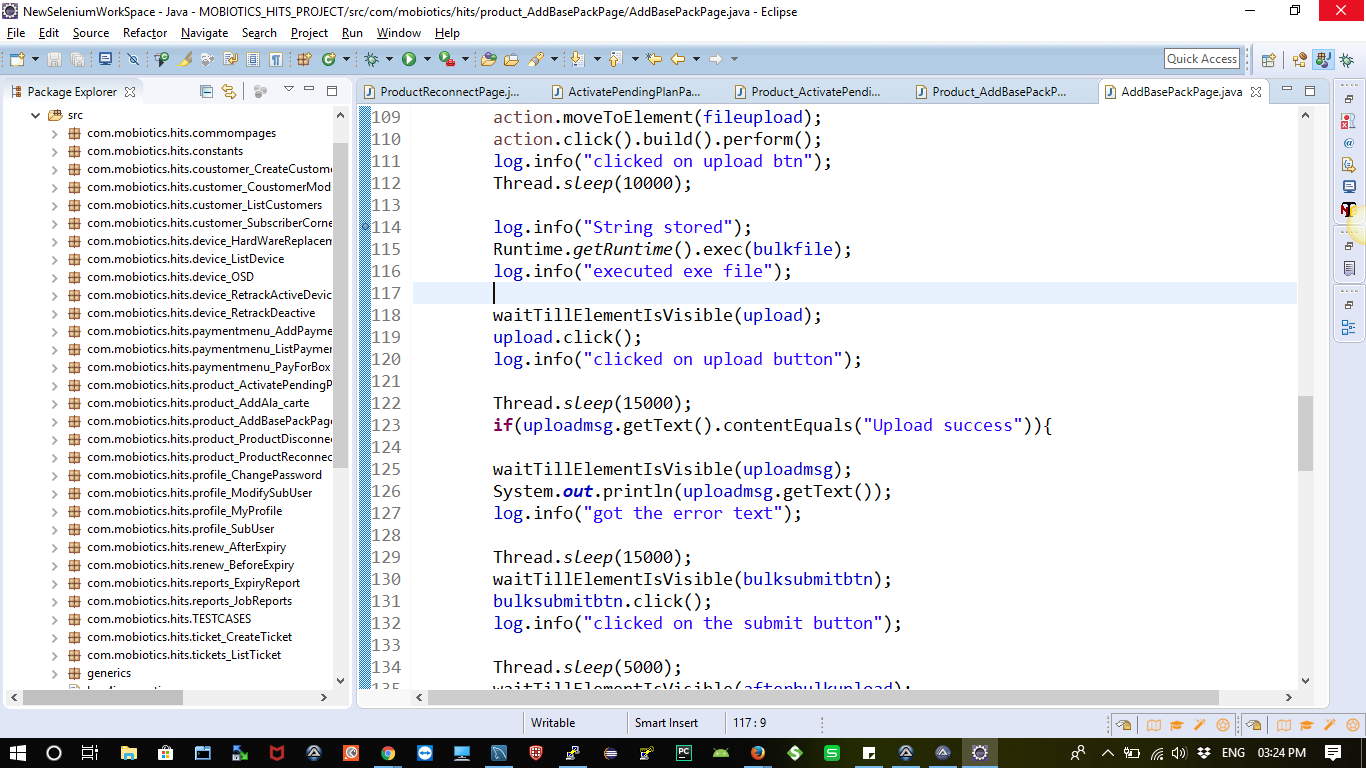 NewSeleniumWorkSpace - Java - MOBIOTICS_HITS_PROJECT/src/com/mobiotics/hits/product_AddBasePackPage/AddBasePackPage.java - Eclipse
File Edit Source Refactor Navigate Search Project Run Window Help
Quick Access
Package Explorer
ProductReconnectPage.j... ActivatePendingPlanPa... Product_ActivatePendi... Product_AddBasePackP... AddBasePackPage.java
src
com.mobiotics.hits.commompages
com.mobiotics.hits.constants
com.mobiotics.hits.coustomer_CreateCustome
com.mobiotics.hits.customer_CoustomerMod
com.mobiotics.hits.customer_ListCustomers
com.mobiotics.hits.customer_SubscriberCorne
com.mobiotics.hits.device_HardWareReplacem
com.mobiotics.hits.device_ListDevice
com.mobiotics.hits.device_OSD
com.mobiotics.hits.device_RetrackActiveDevic
com.mobiotics.hits.device_RetrackDeactive
com.mobiotics.hits.paymentmenu_AddPayme
com.mobiotics.hits.paymentmenu_ListPaymer
com.mobiotics.hits.paymentmenu_PayForBox
com.mobiotics.hits.product_ActivatePendingP
com.mobiotics.hits.product_AddAla_carte
com.mobiotics.hits.product_AddBasePackPage
com.mobiotics.hits.product_ProductDisconnec
com.mobiotics.hits.product_ProductReconnec
com.mobiotics.hits.profile_ChangePassword
com.mobiotics.hits.profile_ModifySubUser
com.mobiotics.hits.profile_MyProfile
com.mobiotics.hits.profile_SubUser
com.mobiotics.hits.renew_AfterExpiry
com.mobiotics.hits.renew_BeforeExpiry
com.mobiotics.hits.reports_ExpiryReport
com.mobiotics.hits.reports_JobReports
com.mobiotics.hits.TESTCASES
com.mobiotics.hits.ticket_CreateTicket
com.mobiotics.hits.tickets_ListTicket
generics
109 action.moveToElement(fileupload);
110 action.click().build().perform();
111 log.info("clicked on upload btn");
112 Thread.sleep(10000);
113
114 log.info("String stored");
115 Runtime.getRuntime().exec(bulkfile);
116 log.info("executed exe file");
117
118 waitTillElementIsVisible(upload);
119 upload.click();
120 log.info("clicked on upload button");
121
122 Thread.sleep(15000);
123 if(uploadmsg.getText().contentEquals("Upload success")){
124
125 waitTillElementIsVisible(uploadmsg);
126 System.out.println(uploadmsg.getText());
127 log.info("got the error text");
128
129 Thread.sleep(15000);
130 waitTillElementIsVisible(bulksubmitbtn);
131 bulksubmitbtn.click();
132 log.info("clicked on the submit button");
133
134 Thread.sleep(5000);
135 waitTillElementIsVisible(afterbulkupload);
Writable Smart Insert 117 : 9
ENG 03:24 PM